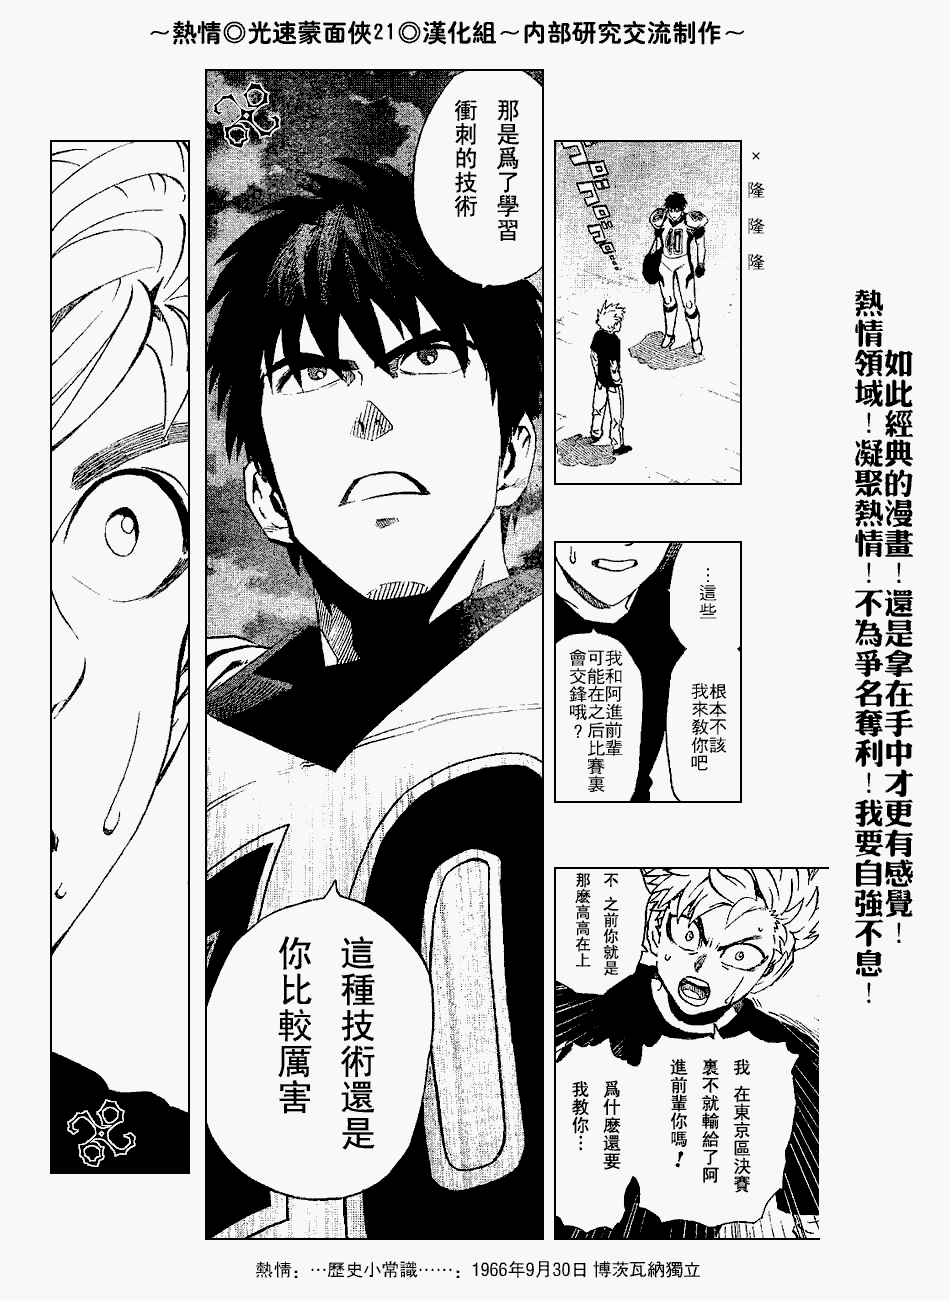 ～熱情◎光速蒙面俠21◎漢化組～内部研究交流制作～
×隆隆隆
如此經典的漫畫！還是拿在手中才更有感覺！
熱情領域！凝聚熱情！不為爭名奪利！我要自強不息！
…這些
根本不該
我來教你吧
我和阿進前輩
可能在之后比賽裏
會交鋒哦？
不 之前你就是
那麽高高在上
我 在東京區決賽
裏不就輸給了阿
進前輩你嗎！
爲什麽還要
我教你…
那是爲了學習
衝刺的技術
10
這種技術還是
你比較厲害
熱情：…歷史小常識……：1966年9月30日 博茨瓦納獨立